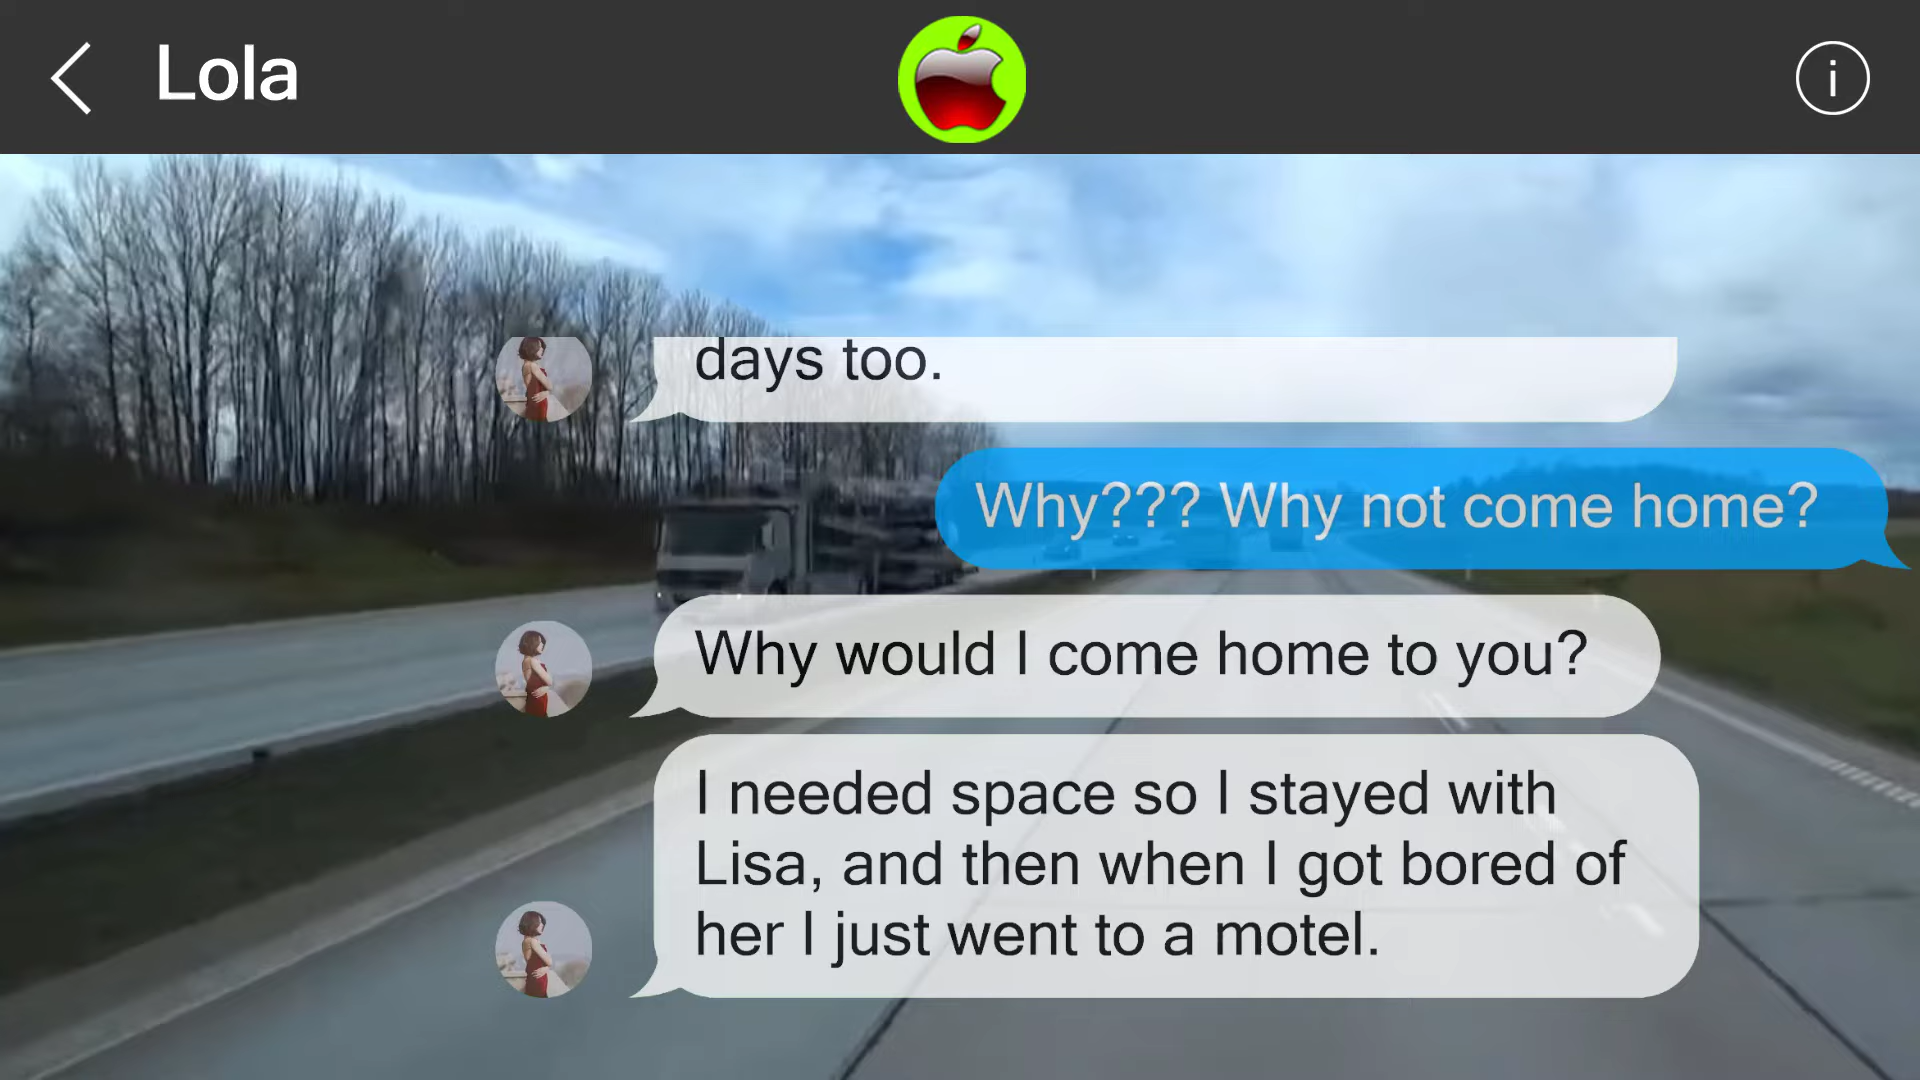 Lola
days too.
Why??? Why not come home?
Why would I come home to you?
I needed space so I stayed with
Lisa, and then when I got bored of
her I just went to a motel.